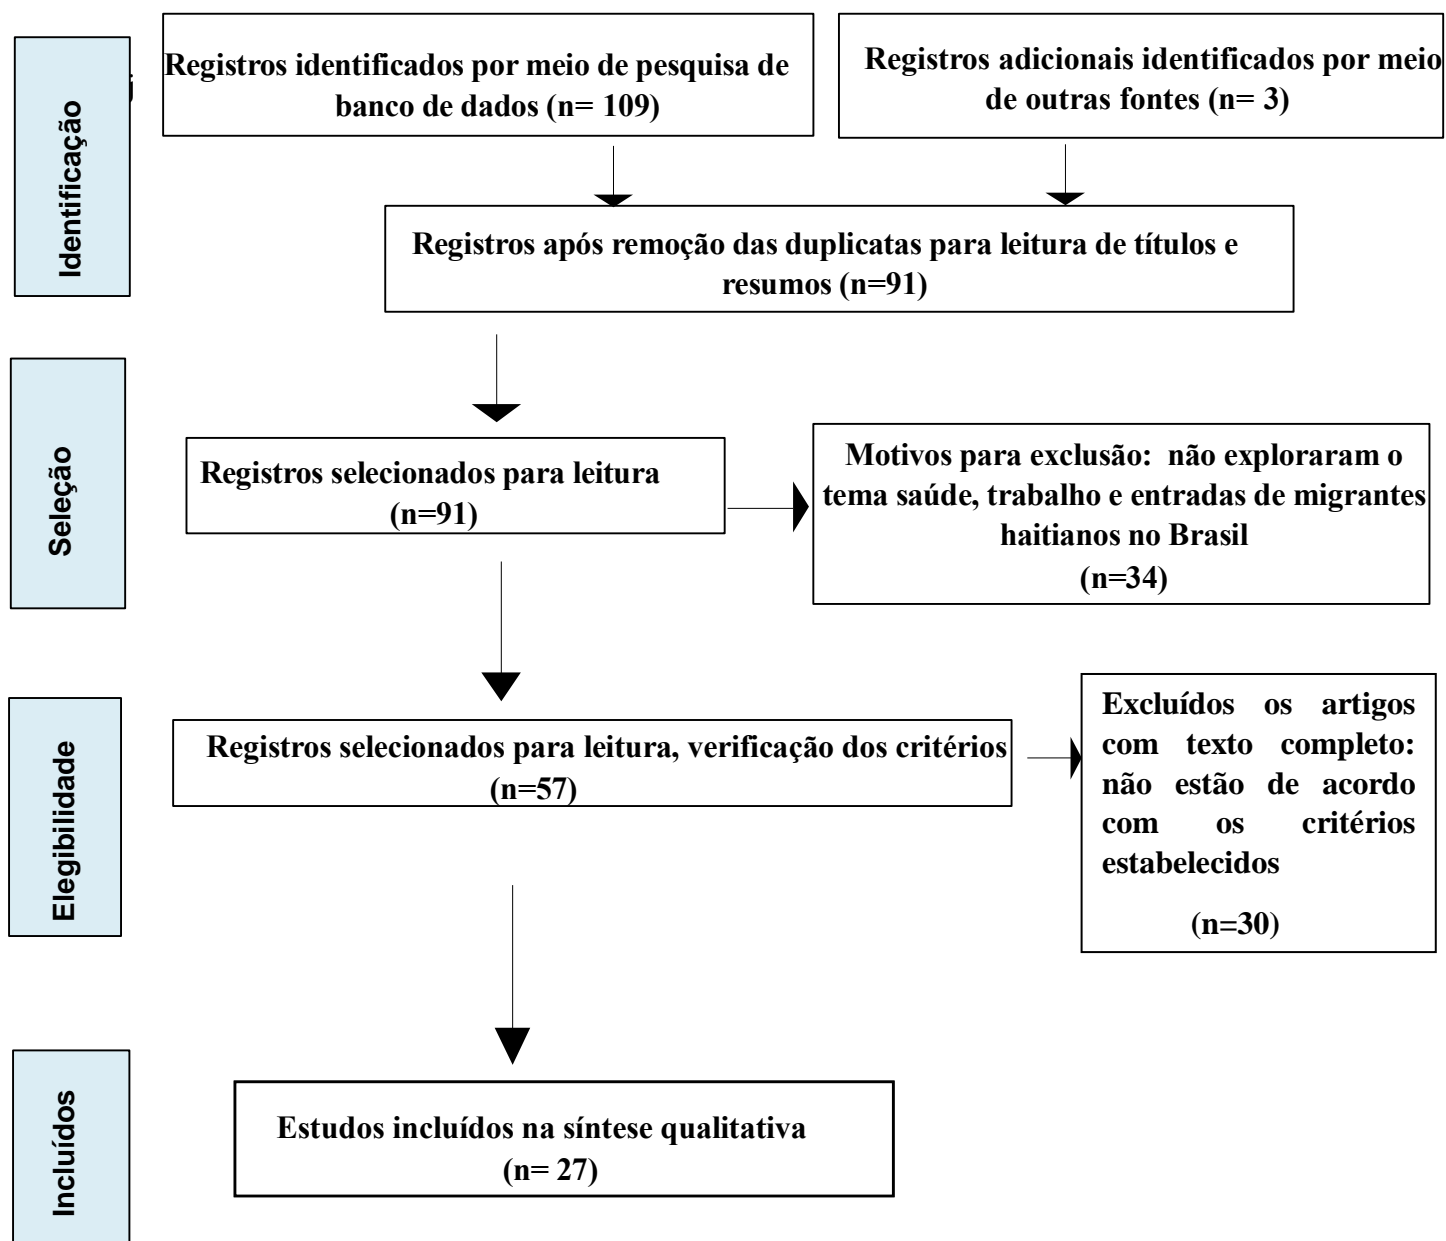 Identificação
Registros identificados por meio de pesquisa de
banco de dados (n= 109)
Registros adicionais identificados por meio
de outras fontes (n= 3)
Registros após remoção das duplicatas para leitura de títulos e
resumos (n=91)
Seleção
Registros selecionados para leitura
(n=91)
Motivos para exclusão: não exploraram o
tema saúde, trabalho e entradas de migrantes
haitianos no Brasil
(n=34)
Elegibilidade
Registros selecionados para leitura, verificação dos critérios
(n=57)
Excluídos os artigos
com texto completo:
não estão de acordo
com os critérios
estabelecidos
(n=30)
Incluídos
Estudos incluídos na síntese qualitativa
(n= 27)